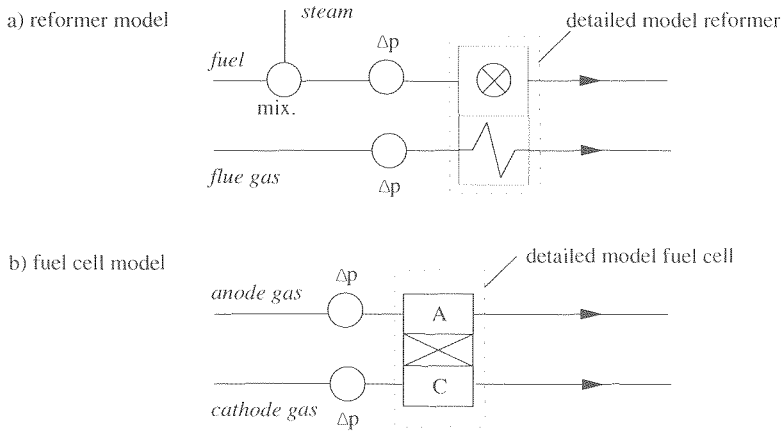 a) reformer model
steam
detailed model reformer
Δp
fuel
mix.
flue gas
Δp
b) fuel cell model
detailed model fuel cell
Δp
anode gas
A
C
cathode gas
Δp